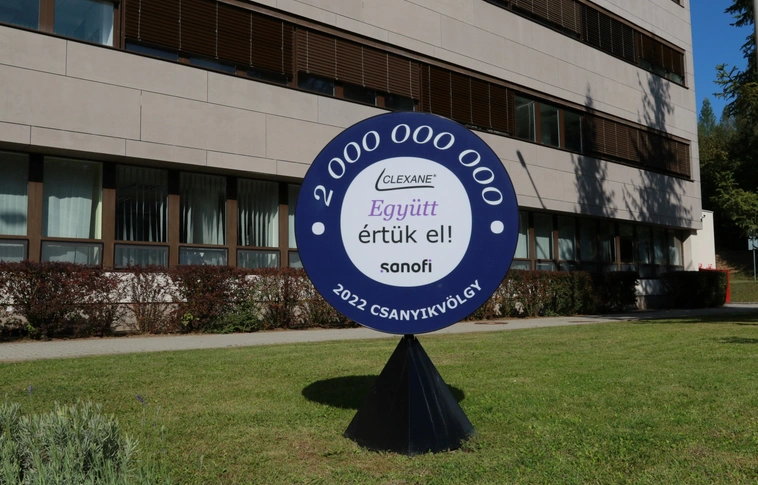 2 000 000 000
CLEXANE®
Együtt
értük el!
sanofi
2022 CSANYIKVÖLGY